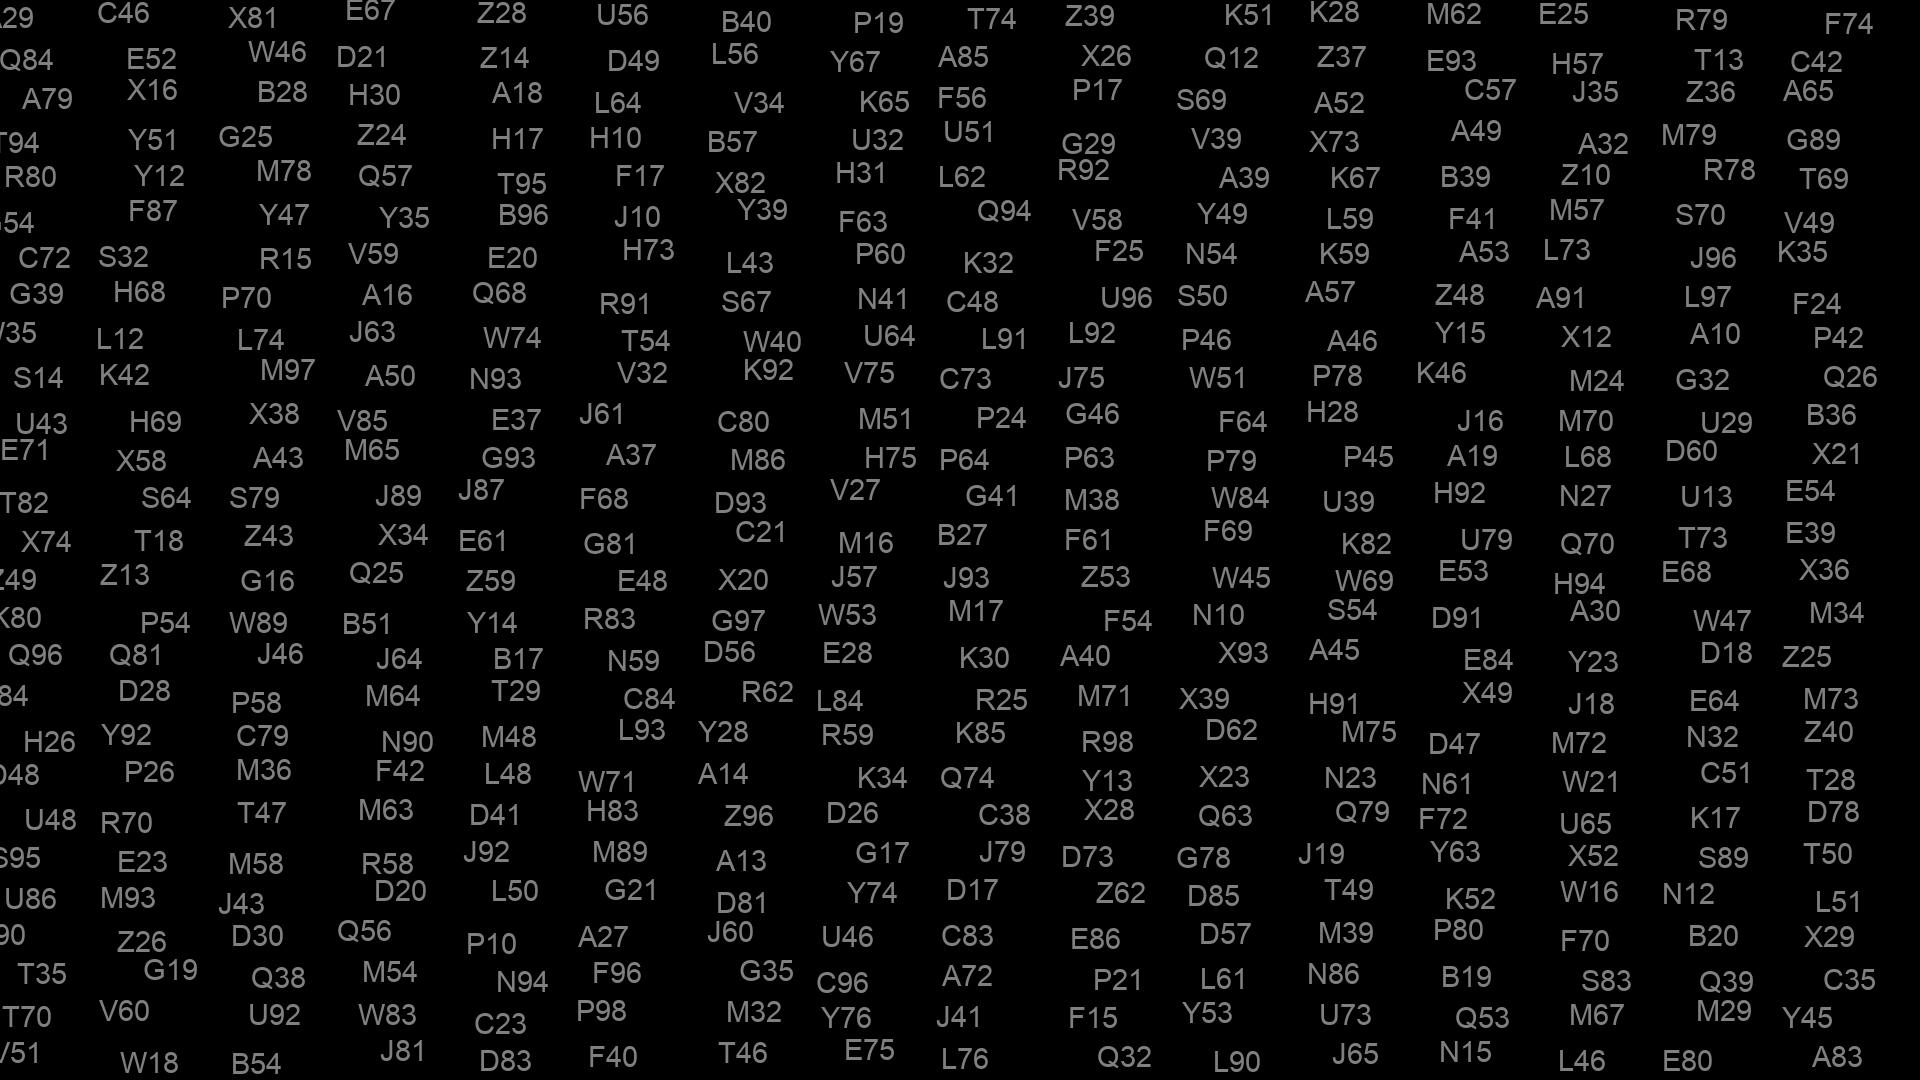 C46 X81 E67 Z28 U56 B40 P19 T74 Z39 K51 K28 M62 E25 R79 F74
Q84 E52 W46 D21 Z14 D49 L56 Y67 A85 X26 Q12 Z37 E93 H57 T13 C42
A79 X16 B28 H30 A18 L64 V34 K65 F56 P17 S69 A52 C57 J35 Z36 A65
T94 Y51 G25 Z24 H17 H10 B57 U32 U51 G29 V39 X73 A49 A32 M79 G89
R80 Y12 M78 Q57 T95 F17 X82 H31 L62 R92 A39 K67 B39 Z10 R78 T69
F87 Y47 Y35 B96 J10 Y39 F63 Q94 V58 Y49 L59 F41 M57 S70 V49
C72 S32 R15 V59 E20 H73 L43 P60 K32 F25 N54 K59 A53 L73 J96 K35
G39 H68 P70 A16 Q68 R91 S67 N41 C48 U96 S50 A57 Z48 A91 L97 F24
L12 L74 J63 W74 T54 W40 U64 L91 L92 P46 A46 Y15 X12 A10 P42
S14 K42 M97 A50 N93 V32 K92 V75 C73 J75 W51 P78 K46 M24 G32 Q26
U43 H69 X38 V85 E37 J61 C80 M51 P24 G46 F64 H28 J16 M70 U29 B36
E71 X58 A43 M65 G93 A37 M86 H75 P64 P63 P79 P45 A19 L68 D60 X21
T82 S64 S79 J89 J87 F68 D93 V27 G41 M38 W84 U39 H92 N27 U13 E54
X74 T18 Z43 X34 E61 G81 C21 M16 B27 F61 F69 K82 U79 Q70 T73 E39
Z49 Z13 G16 Q25 Z59 E48 X20 J57 J93 Z53 W45 W69 E53 H94 E68 X36
K80 P54 W89 B51 Y14 R83 G97 W53 M17 F54 N10 S54 D91 A30 W47 M34
Q96 Q81 J46 J64 B17 N59 D56 E28 K30 A40 X93 A45 E84 Y23 D18 Z25
D28 P58 M64 T29 C84 R62 L84 R25 M71 X39 H91 X49 J18 E64 M73
H26 Y92 C79 N90 M48 L93 Y28 R59 K85 R98 D62 M75 D47 M72 N32 Z40
P26 M36 F42 L48 W71 A14 K34 Q74 Y13 X23 N23 N61 W21 C51 T28
U48 R70 T47 M63 D41 H83 Z96 D26 C38 X28 Q63 Q79 F72 U65 K17 D78
S95 E23 M58 R58 J92 M89 A13 G17 J79 D73 G78 J19 Y63 X52 S89 T50
U86 M93 J43 D20 L50 G21 D81 Y74 D17 Z62 D85 T49 K52 W16 N12 L51
Z26 D30 Q56 P10 A27 J60 U46 C83 E86 D57 M39 P80 F70 B20 X29
T35 G19 Q38 M54 N94 F96 G35 C96 A72 P21 L61 N86 B19 S83 Q39 C35
T70 V60 U92 W83 C23 P98 M32 Y76 J41 F15 Y53 U73 Q53 M67 M29 Y45
W18 B54 J81 D83 F40 T46 E75 L76 Q32 L90 J65 N15 L46 E80 A83